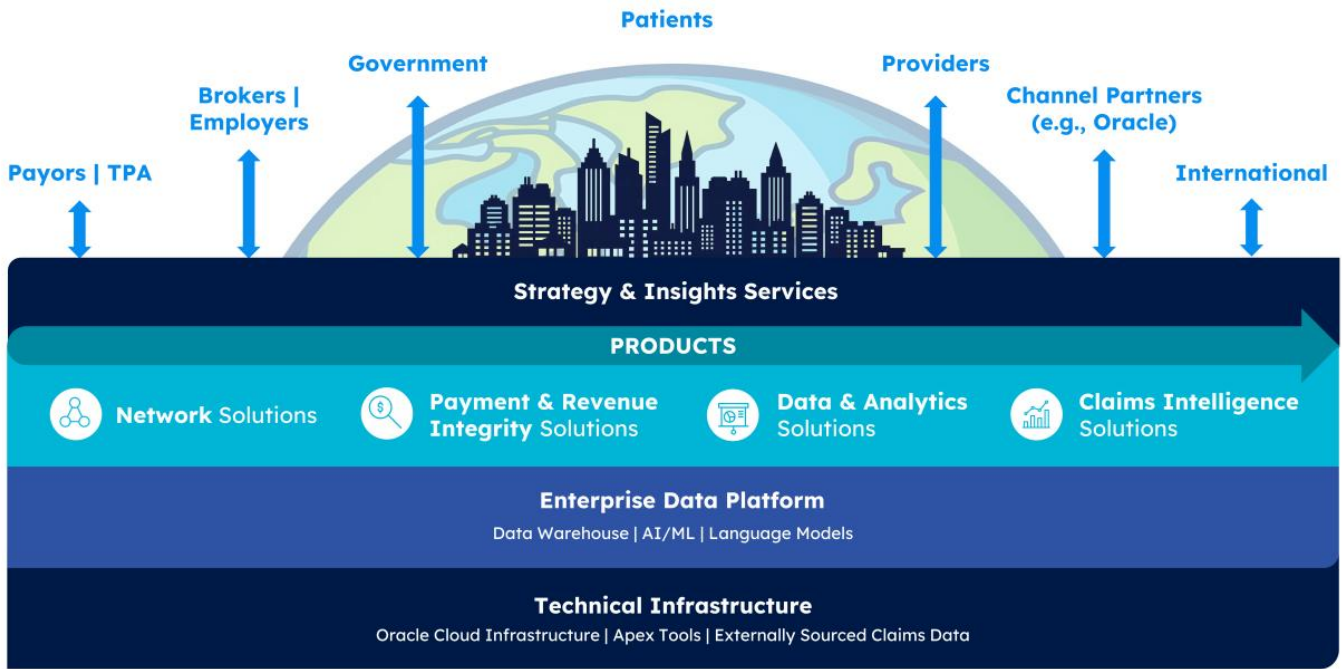 Patients
Government
Providers
Brokers |
Employers
Channel Partners
(e.g., Oracle)
Payors | TPA
International
Strategy & Insights Services
PRODUCTS
Network Solutions
Payment & Revenue
Integrity Solutions
Data & Analytics
Solutions
Claims Intelligence
Solutions
Enterprise Data Platform
Data Warehouse | AI/ML | Language Models
Technical Infrastructure
Oracle Cloud Infrastructure | Apex Tools | Externally Sourced Claims Data